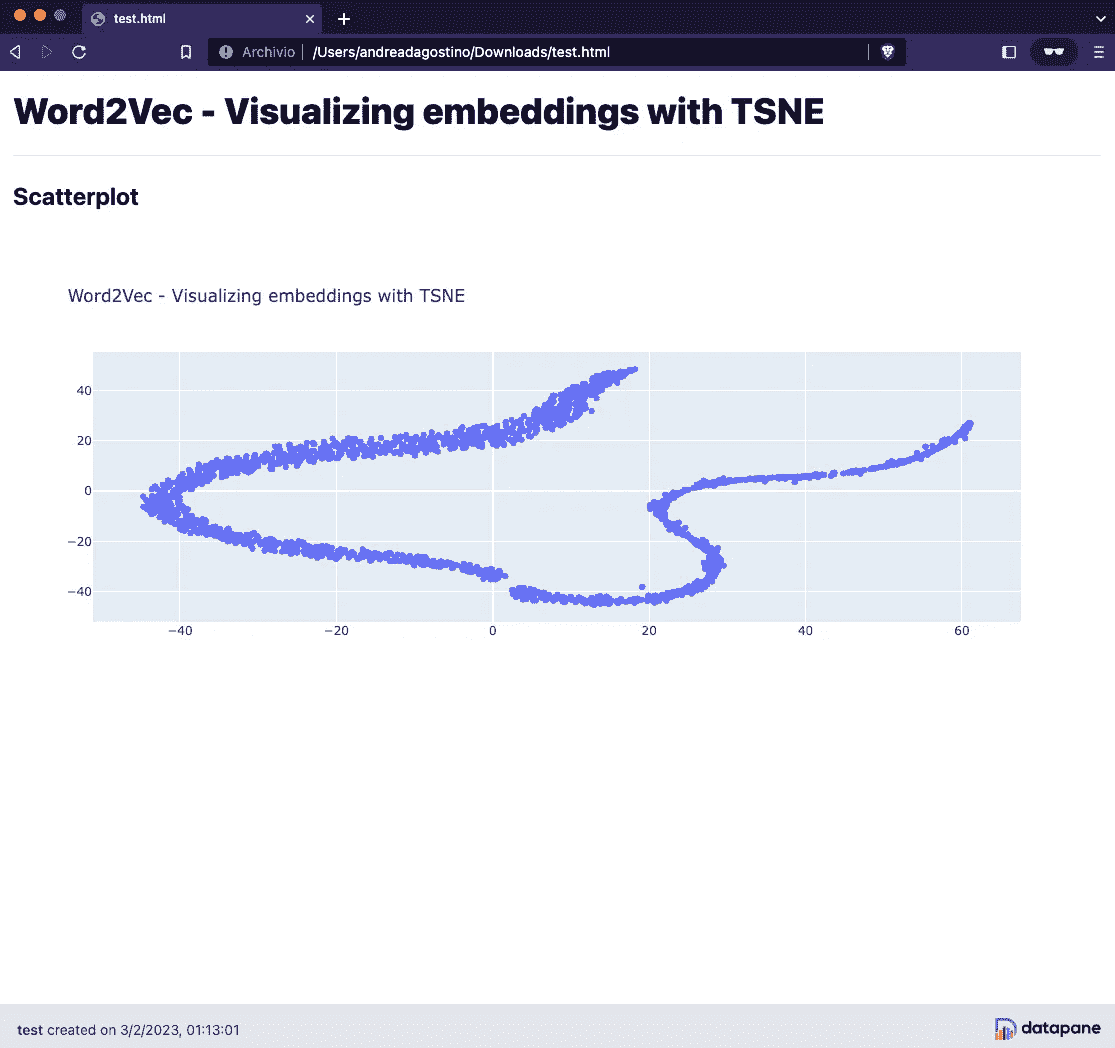 test.html
Archivio /Users/andreadagostino/Downloads/test.html
Word2Vec - Visualizing embeddings with TSNE
Scatterplot
Word2Vec - Visualizing embeddings with TSNE
40
20
0
−20
−40
−40 −20 0 20 40 60
test created on 3/2/2023, 01:13:01
datapane